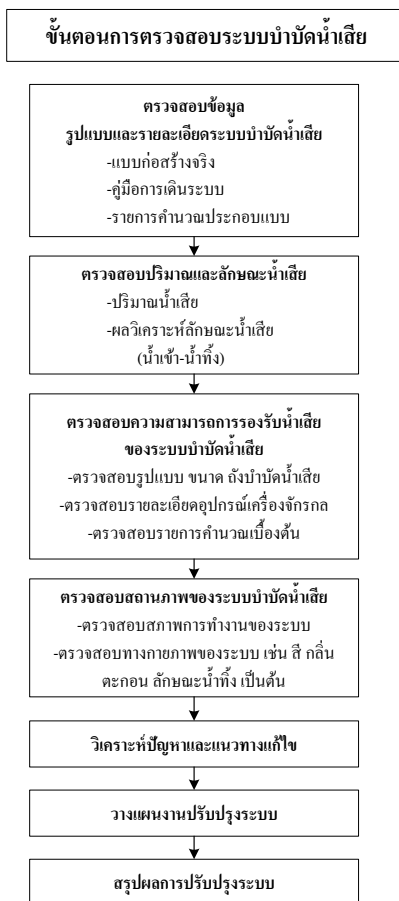 ขั้นตอนการตรวจสอบระบบบำบัดน้ำเสีย
ตรวจสอบข้อมูล
รูปแบบและรายละเอียดระบบบำบัดน้ำเสีย
-แบบก่อสร้างจริง
-คู่มือการเดินระบบ
-รายการคำนวณประกอบแบบ
ตรวจสอบปริมาณและลักษณะน้ำเสีย
-ปริมาณน้ำเสีย
-ผลวิเคราะห์ลักษณะน้ำเสีย
(น้ำเข้า-น้ำทิ้ง)
ตรวจสอบความสามารถการรองรับน้ำเสีย
ของระบบบำบัดน้ำเสีย
-ตรวจสอบรูปแบบ ขนาด ถังบำบัดน้ำเสีย
-ตรวจสอบรายละเอียดอุปกรณ์เครื่องจักรกล
-ตรวจสอบรายการคำนวณเบื้องต้น
ตรวจสอบสถานภาพของระบบบำบัดน้ำเสีย
-ตรวจสอบสภาพการทำงานของระบบ
-ตรวจสอบทางกายภาพของระบบ เช่น สี กลิ่น
ตะกอน ลักษณะน้ำทิ้ง เป็นต้น
วิเคราะห์ปัญหาและแนวทางแก้ไข
วางแผนงานปรับปรุงระบบ
สรุปผลการปรับปรุงระบบ